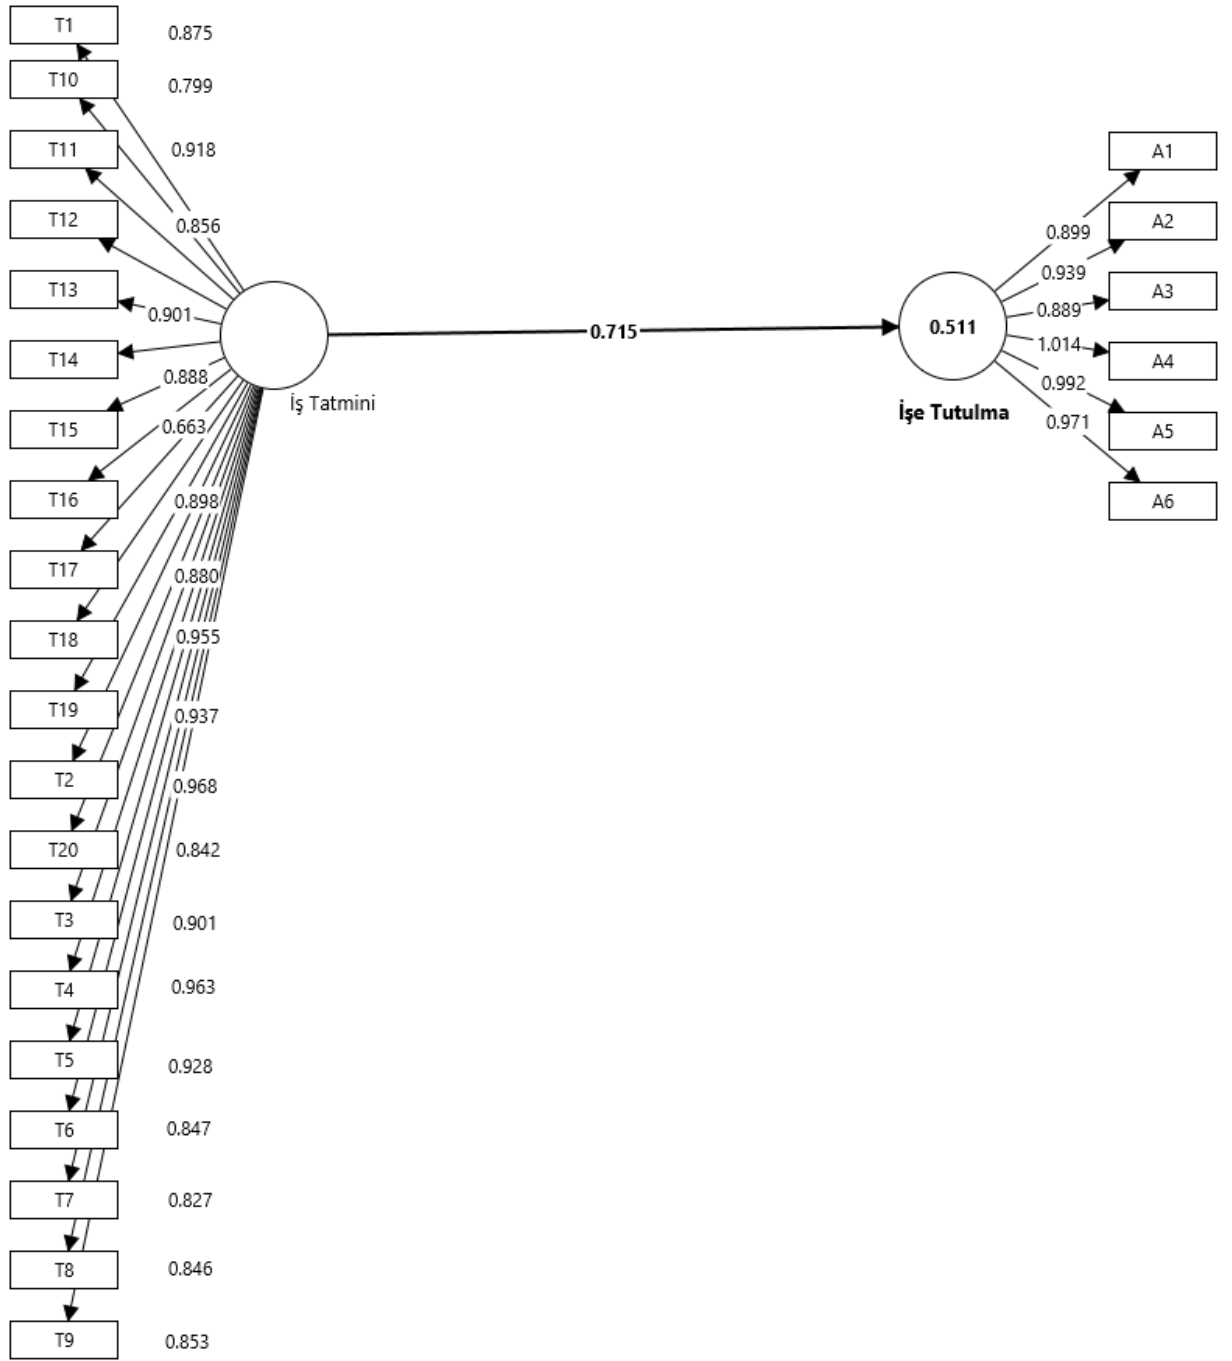 T1 0.875
T10 0.799
T11 0.918
T12 0.856
T13 0.901
T14
T15 0.888
T16 0.663
T17 0.898
T18 0.880
T19 0.955
T2 0.937
T20 0.968
T3 0.842
T4 0.901
T5 0.963
T6 0.928
T7 0.847
T8 0.827
T9 0.846
0.853
İş Tatmini
0.715
0.511
İşe Tutulma
0.899 A1
0.939 A2
0.889 A3
1.014 A4
0.992 A5
0.971 A6